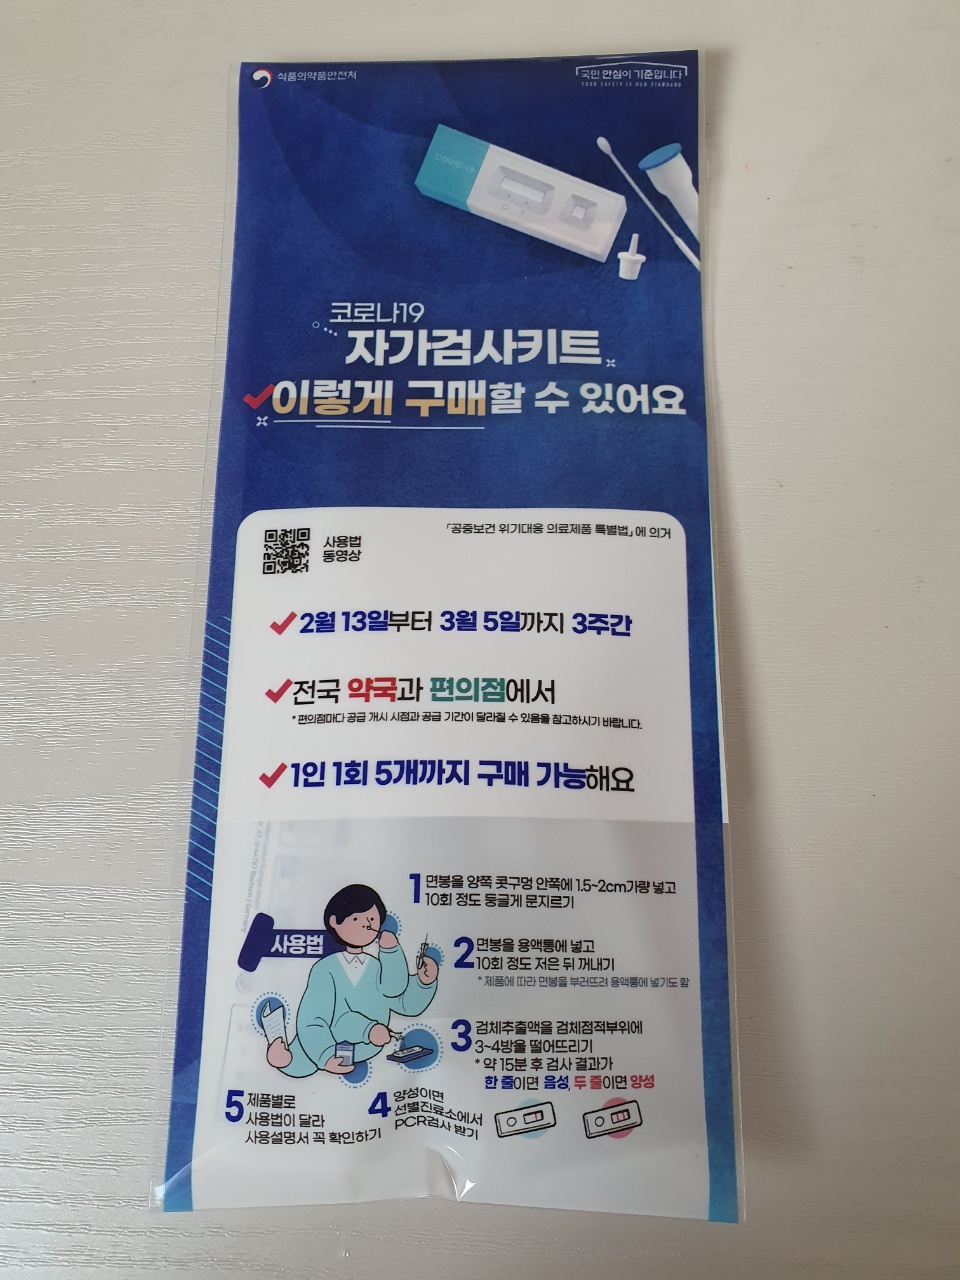 식품의약품안전처
국민 안심이 기준입니다
YOUR SAFETY IS OUR STANDARD
COVID-19
C T
코로나19
자가검사키트
이렇게 구매할 수 있어요
「공중보건 위기대응 의료제품 특별법」에 의거
사용법
동영상
2월 13일부터 3월 5일까지 3주간
전국 약국과 편의점에서
* 편의점마다 공급 개시 시점과 공급 기간이 달라질 수 있음을 참고하시기 바랍니다.
1인 1회 5개까지 구매 가능해요
사용법
1 면봉을 양쪽 콧구멍 안쪽에 1.5~2cm가량 넣고
10회 정도 둥글게 문지르기
2 면봉을 용액통에 넣고
10회 정도 저은 뒤 꺼내기
* 제품에 따라 면봉을 부러뜨려 용액통에 넣기도 함
3 검체추출액을 검체점적부위에
3~4방울 떨어뜨리기
* 약 15분 후 검사 결과가
한 줄이면 음성, 두 줄이면 양성
4 양성이면
선별진료소에서
PCR검사 받기
5 제품별로
사용법이 달라
사용설명서 꼭 확인하기